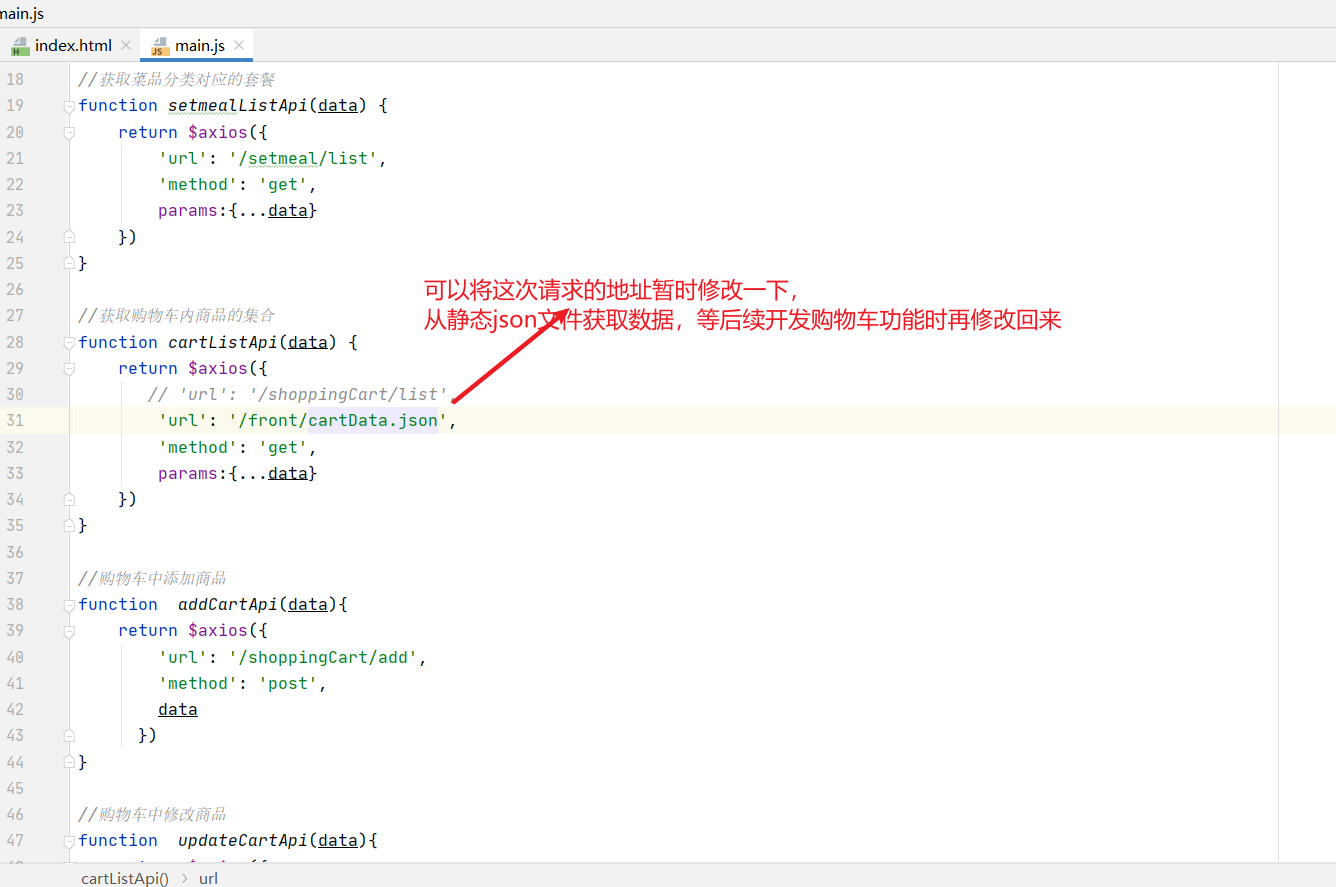 main.js
index.html
main.js
18 //获取菜品分类对应的套餐
19 function setmealListApi(data) {
20     return $axios({
21         'url': '/setmeal/list',
22         'method': 'get',
23         params:{...data}
24     })
25 }
26
可以将这次请求的地址暂时修改一下,
27 //获取购物车内商品的集合
从静态json文件获取数据，等后续开发购物车功能时再修改回来
28 function cartListApi(data) {
29     return $axios({
30        // 'url': '/shoppingCart/list',
31         'url': '/front/cartData.json',
32         'method': 'get',
33         params:{...data}
34     })
35 }
36
37 //购物车中添加商品
38 function  addCartApi(data){
39     return $axios({
40         'url': '/shoppingCart/add',
41         'method': 'post',
42         data
43       })
44 }
45
46 //购物车中修改商品
47 function  updateCartApi(data){
cartListApi() › url